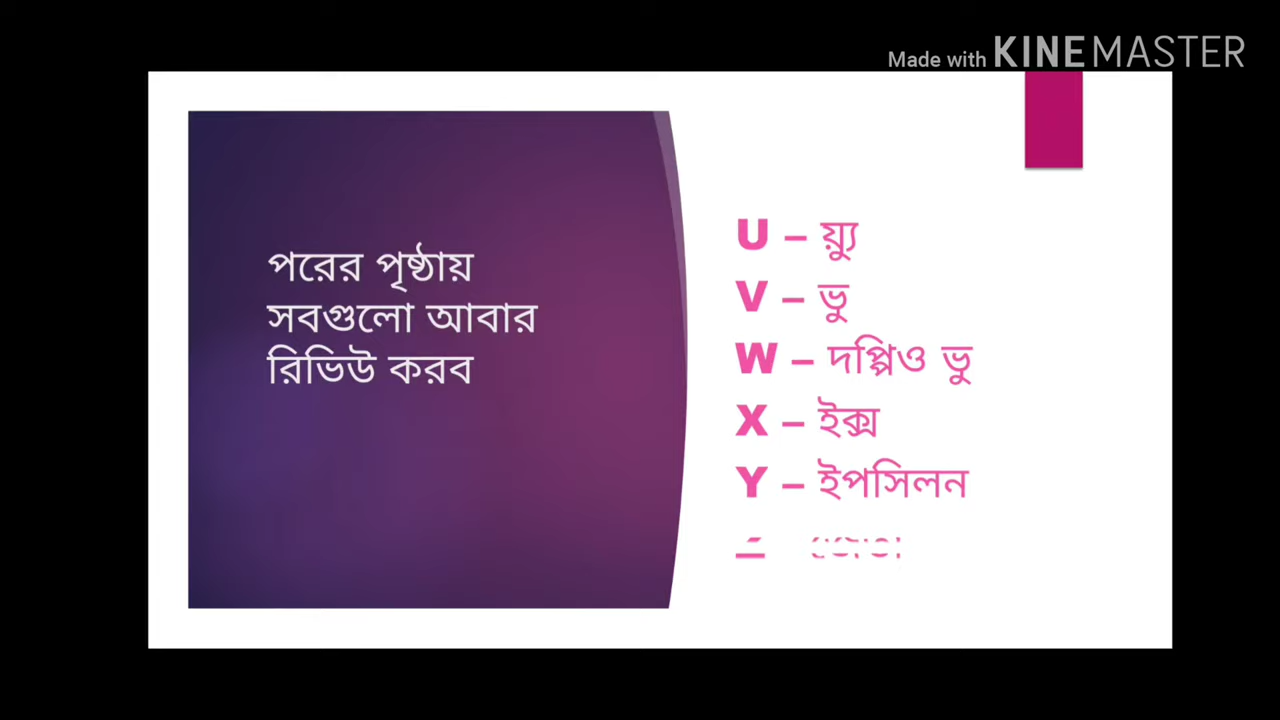 Made with KINEMASTER
পরের পৃষ্ঠায়
সবগুলো আবার
রিভিউ করব
U – য়্যু
V – ভু
W – দপ্পিও ভু
X – ইক্স
Y – ইপসিলন